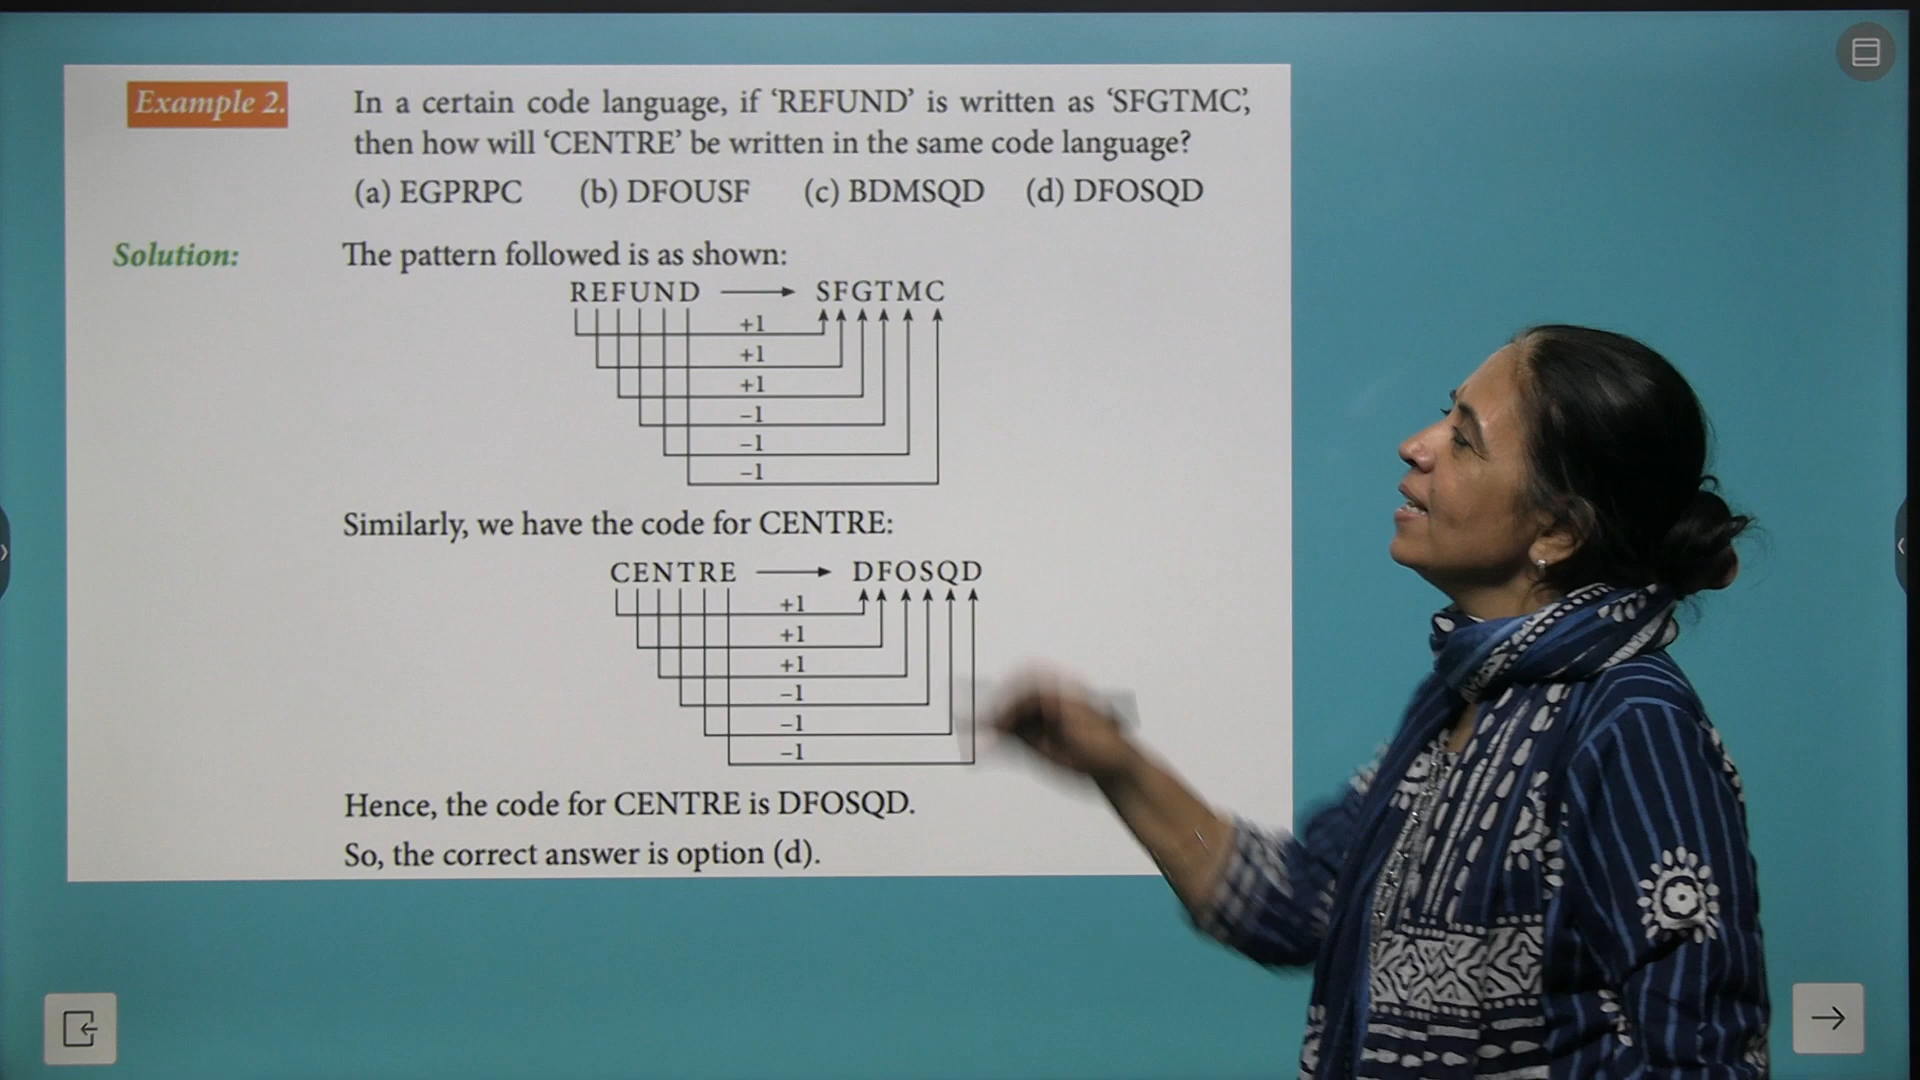 Example 2.
In a certain code language, if ‘REFUND’ is written as ‘SFGTMC’,
then how will ‘CENTRE’ be written in the same code language?
(a) EGPRPC (b) DFOUSF (c) BDMSQD (d) DFOSQD
Solution:
The pattern followed is as shown:
REFUND → SFGTMC
+1
+1
+1
–1
–1
–1
Similarly, we have the code for CENTRE:
CENTRE → DFOSQD
+1
+1
+1
–1
–1
–1
Hence, the code for CENTRE is DFOSQD.
So, the correct answer is option (d).